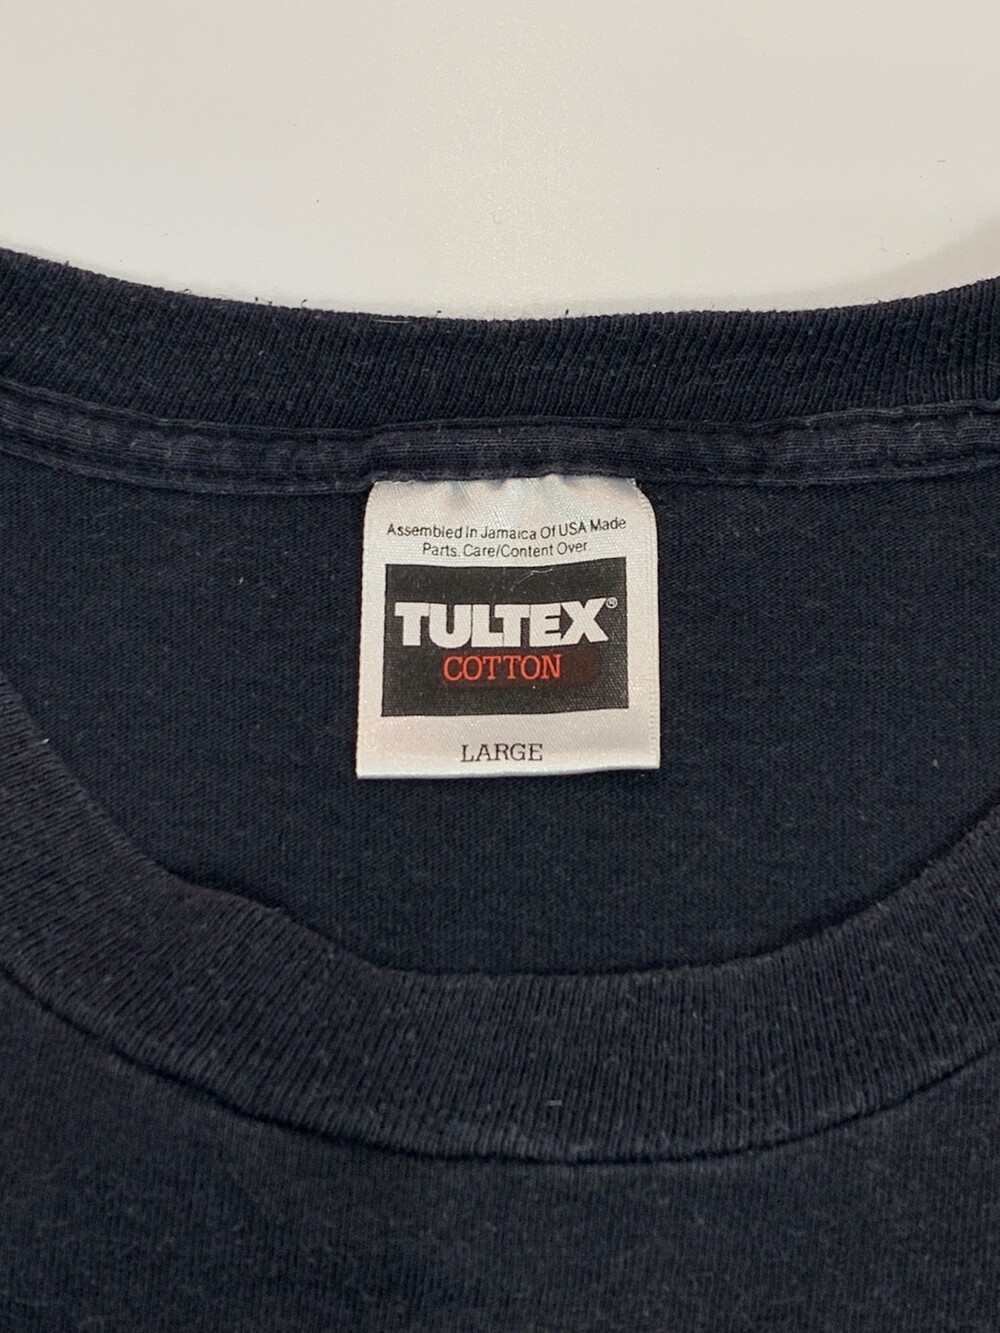 Assembled In Jamaica Of USA Made
Parts. Care/Content Over
TULTEX®
COTTON
LARGE